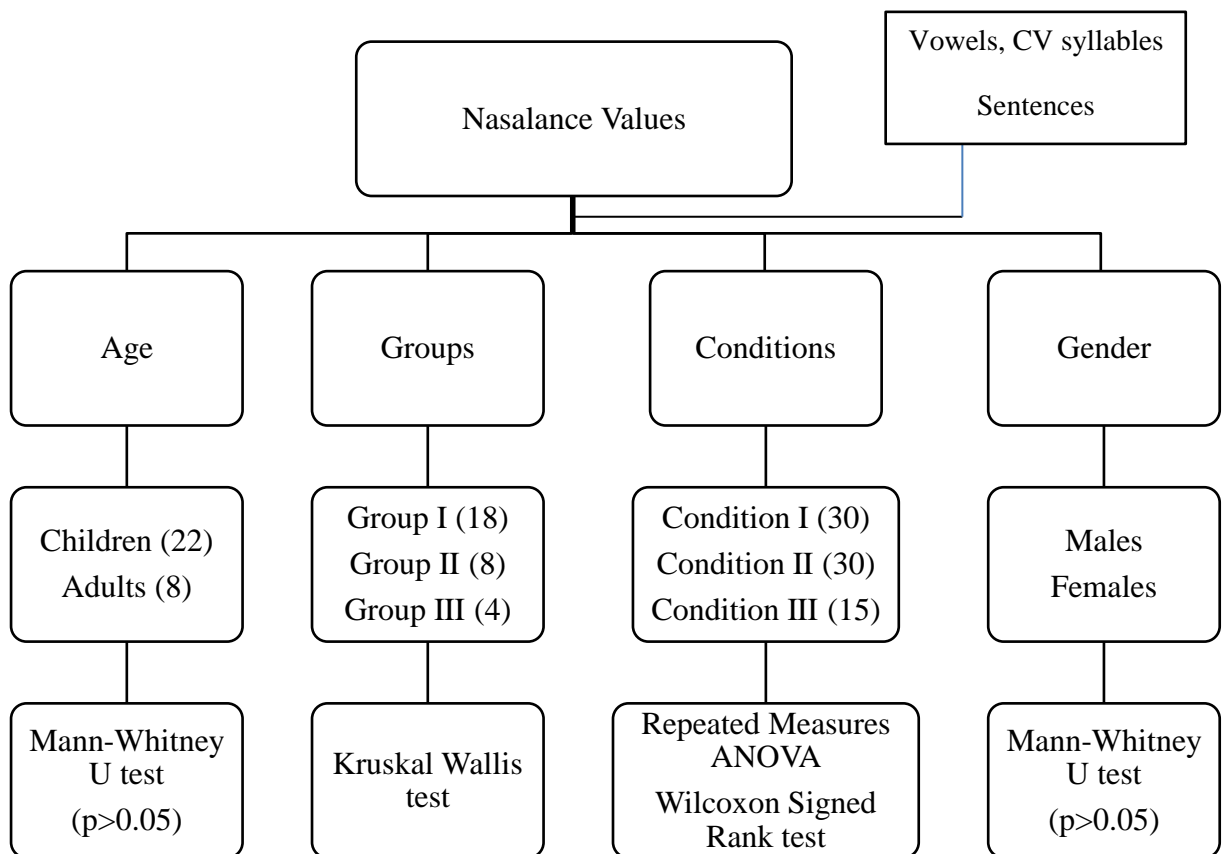 Vowels, CV syllables
Sentences
Nasalance Values
Age
Groups
Conditions
Gender
Children (22)
Adults (8)
Group I (18)
Group II (8)
Group III (4)
Condition I (30)
Condition II (30)
Condition III (15)
Males
Females
Mann-Whitney
U test
(p>0.05)
Kruskal Wallis
test
Repeated Measures
ANOVA
Wilcoxon Signed
Rank test
Mann-Whitney
U test
(p>0.05)